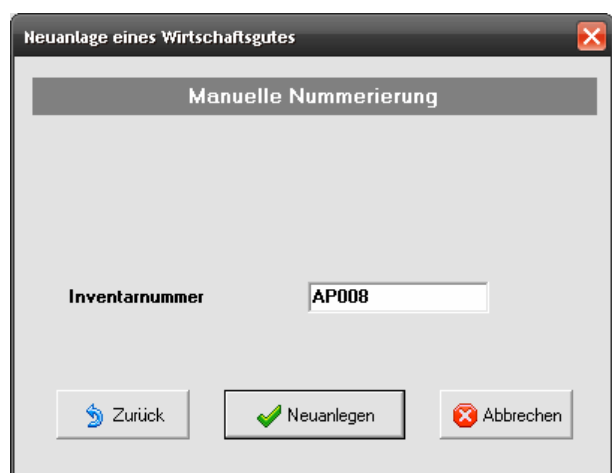 Neuanlage eines Wirtschaftsgutes
Manuelle Nummerierung
Inventarnummer AP008
Zurück Neuanlegen Abbrechen